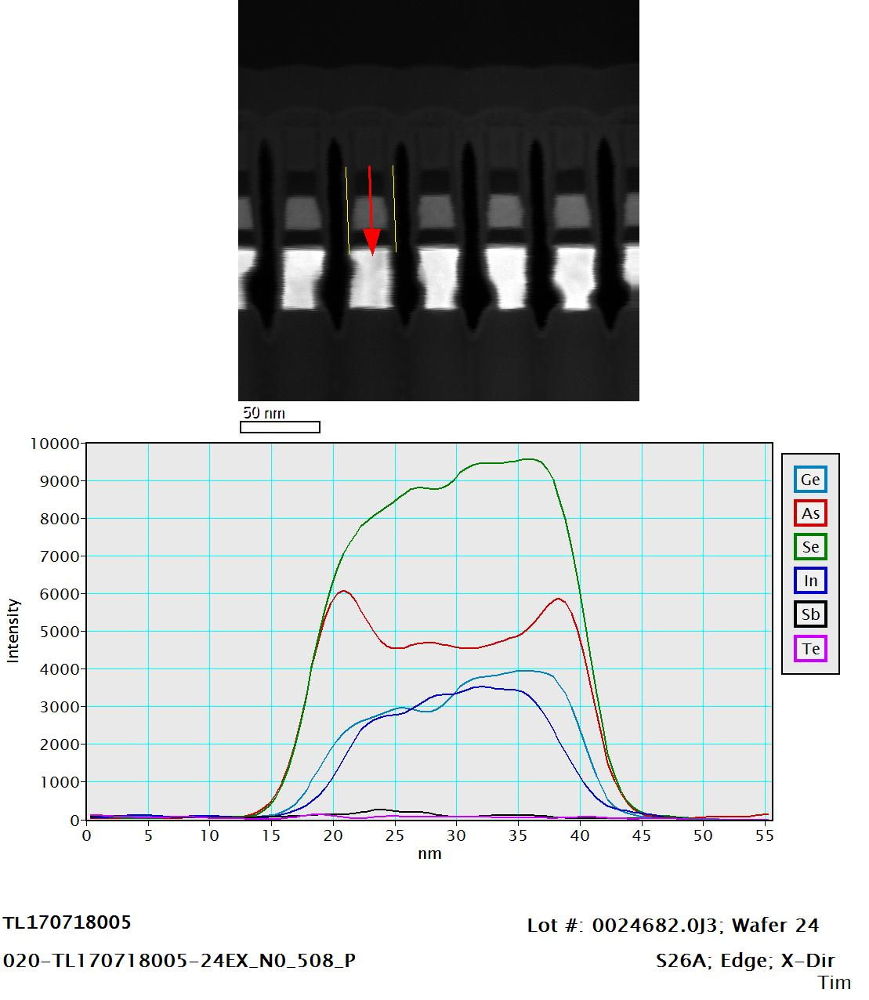 50 nm
10000
9000
8000
7000
6000
5000
4000
3000
2000
1000
0
Intensity
0 5 10 15 20 25 30 35 40 45 50 55
nm
Ge
As
Se
In
Sb
Te
TL170718005
Lot #: 0024682.0J3; Wafer 24
020-TL170718005-24EX_N0_508_P
S26A; Edge; X-Dir
Tim